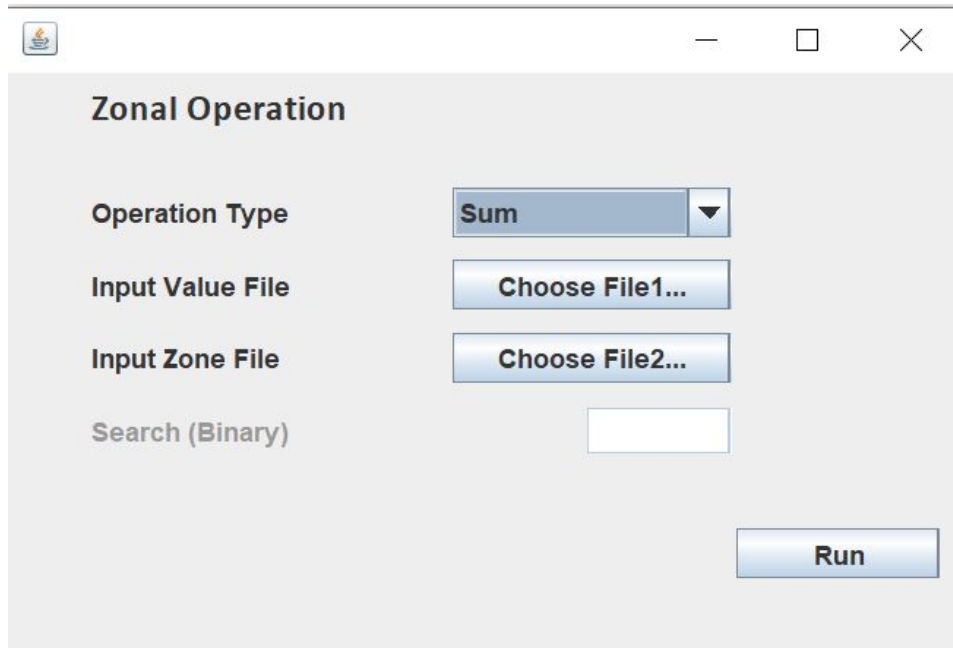 Zonal Operation
Operation Type Sum
Input Value File Choose File1...
Input Zone File Choose File2...
Search (Binary)
Run